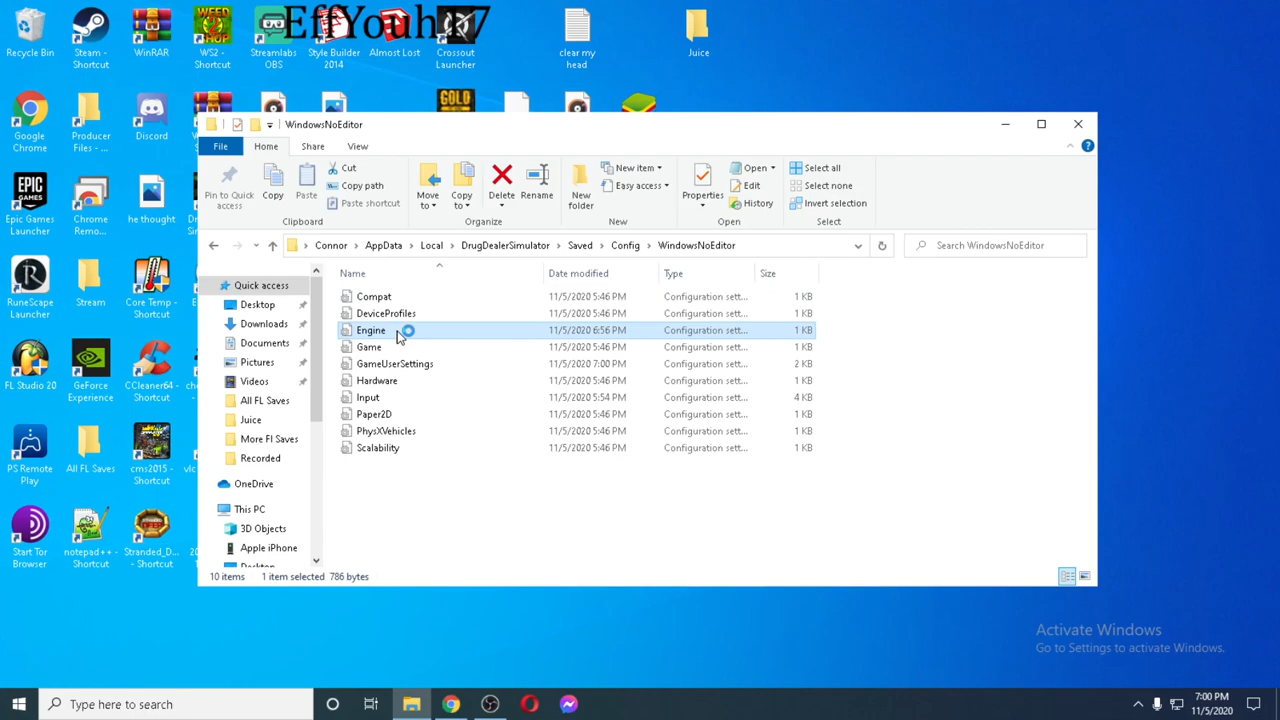 EffYouh17
Recycle Bin
Steam -
Shortcut
WinRAR
WS2 -
Shortcut
Streamlabs
OBS
Style Builder
2014
Almost Lost
Crossout
Launcher
clear my
head
Juice
Google
Chrome
Producer
Files - ...
Discord
GOLD
WindowsNoEditor
File
Home
Share
View
Pin to Quick
access
Copy
Paste
Cut
Copy path
Paste shortcut
Clipboard
Move
to
Copy
to
Delete
Rename
Organize
New
folder
New item
Easy access
New
Properties
Open
Edit
History
Open
Select all
Select none
Invert selection
Select
Epic Games
Launcher
Chrome
Remo...
he thought
Connor
AppData
Local
DrugDealerSimulator
Saved
Config
WindowsNoEditor
Search WindowsNoEditor
Name
Date modified
Type
Size
Compat 11/5/2020 5:46 PM Configuration sett... 1 KB
DeviceProfiles 11/5/2020 5:46 PM Configuration sett... 1 KB
Engine 11/5/2020 6:56 PM Configuration sett... 1 KB
Game 11/5/2020 5:46 PM Configuration sett... 1 KB
GameUserSettings 11/5/2020 7:00 PM Configuration sett... 2 KB
Hardware 11/5/2020 5:46 PM Configuration sett... 1 KB
Input 11/5/2020 5:54 PM Configuration sett... 4 KB
Paper2D 11/5/2020 5:46 PM Configuration sett... 1 KB
PhysXVehicles 11/5/2020 5:46 PM Configuration sett... 1 KB
Scalability 11/5/2020 5:46 PM Configuration sett... 1 KB
Quick access
Desktop
Downloads
Documents
Pictures
Videos
All FL Saves
Juice
More Fl Saves
Recorded
OneDrive
This PC
3D Objects
Apple iPhone
Desktop
10 items
1 item selected 786 bytes
RuneScape
Launcher
Stream
Core Temp -
Shortcut
FL Studio 20
GeForce
Experience
CCleaner64 -
Shortcut
PS Remote
Play
All FL Saves
cms2015 -
Shortcut
Start Tor
Browser
notepad++ -
Shortcut
Stranded_D...
- Shortcut
Activate Windows
Go to Settings to activate Windows.
Type here to search
7:00 PM
11/5/2020